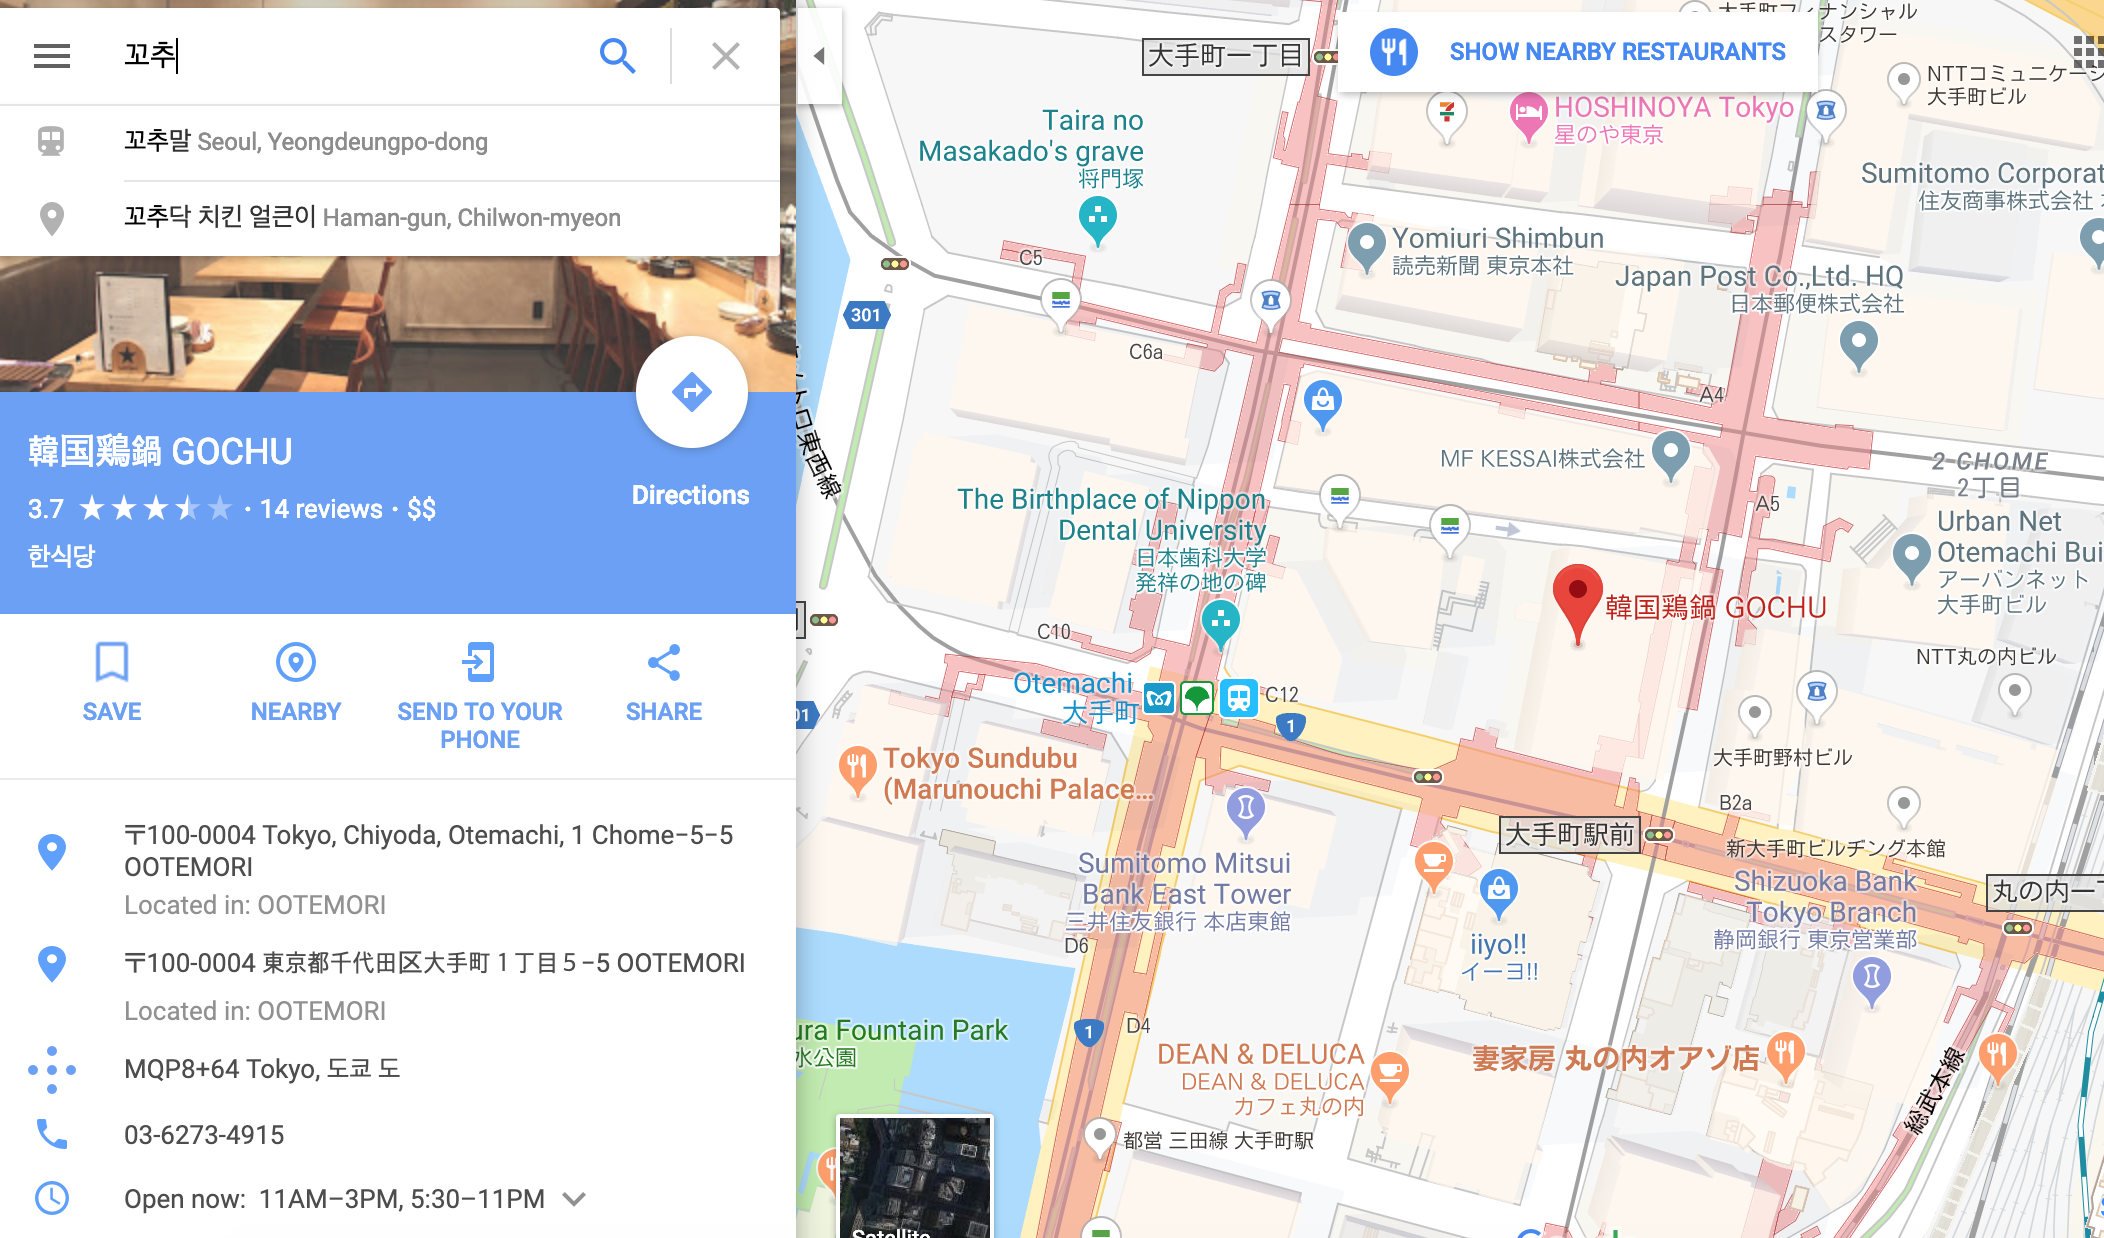 꼬추
꼬추말 Seoul, Yeongdeungpo-dong
꼬추닥 치킨 얼큰이 Haman-gun, Chilwon-myeon
韓国鶏鍋 GOCHU
3.7 ★★★★★ · 14 reviews · $$
한식당
Directions
SAVE
NEARBY
SEND TO YOUR
PHONE
SHARE
〒100-0004 Tokyo, Chiyoda, Otemachi, 1 Chome−5−5
OOTEMORI
Located in: OOTEMORI
〒100-0004 東京都千代田区大手町１丁目５−5 OOTEMORI
Located in: OOTEMORI
MQP8+64 Tokyo, 도쿄 도
03-6273-4915
Open now: 11AM–3PM, 5:30–11PM
SHOW NEARBY RESTAURANTS
大手町一丁目
スタワー
NTTコミュニケーシ
大手町ビル
HOSHINOYA Tokyo
星のや東京
Taira no
Masakado's grave
将門塚
Sumitomo Corporat
住友商事株式会社
Yomiuri Shimbun
読売新聞 東京本社
Japan Post Co.,Ltd. HQ
日本郵便株式会社
C5
301
C6a
A4
MF KESSAI株式会社
2-CHOME
2丁目
A5
The Birthplace of Nippon
Dental University
日本歯科大学
発祥の地の碑
Urban Net
Otemachi Bui
アーバンネット
大手町ビル
東西線
韓国鶏鍋 GOCHU
C10
NTT丸の内ビル
Otemachi
大手町
C12
1
01
大手町野村ビル
Tokyo Sundubu
(Marunouchi Palace...
B2a
大手町駅前
新大手町ビルヂング本館
Sumitomo Mitsui
Bank East Tower
三井住友銀行 本店東館
Shizuoka Bank
Tokyo Branch
静岡銀行 東京営業部
丸の内一丁
D6
iiyo!!
イーヨ!!
ura Fountain Park
水公園
1
D4
DEAN & DELUCA
DEAN & DELUCA
カフェ丸の内
妻家房 丸の内オアゾ店
総武本線
都営 三田線 大手町駅
Satellite